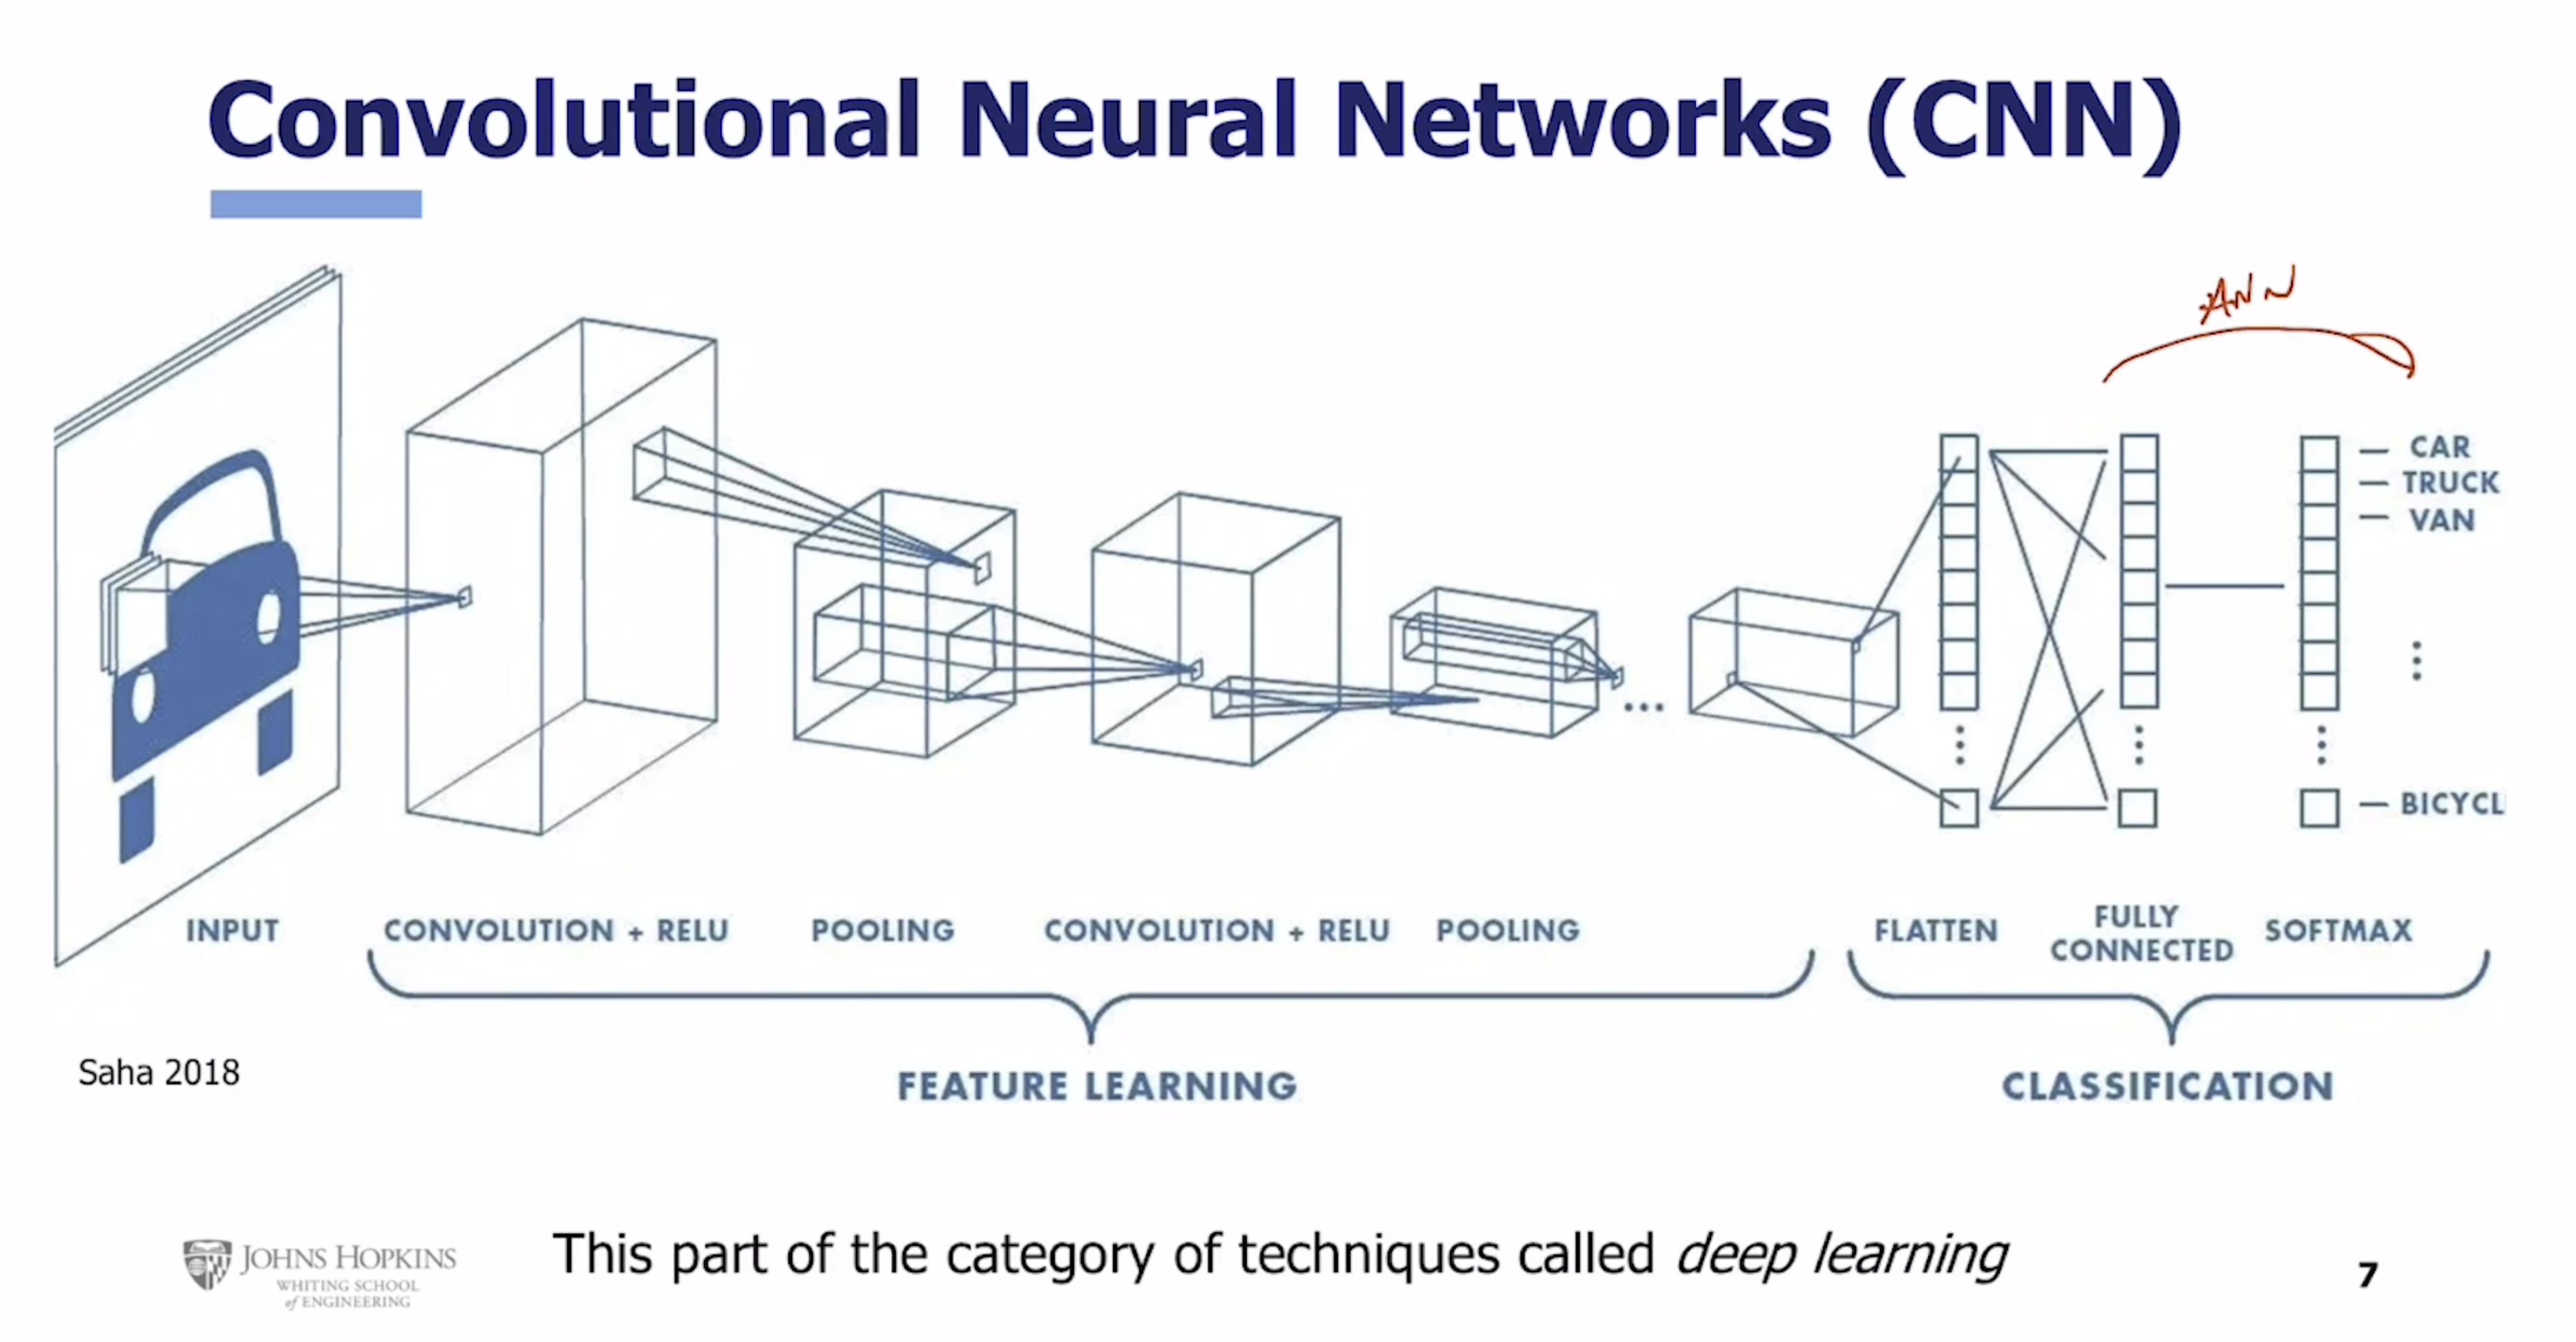 Convolutional Neural Networks (CNN)
ANN
CAR
TRUCK
VAN
BICYCL
INPUT
CONVOLUTION + RELU
POOLING
CONVOLUTION + RELU
POOLING
FLATTEN
FULLY
CONNECTED
SOFTMAX
Saha 2018
FEATURE LEARNING
CLASSIFICATION
JOHNS HOPKINS
WHITING SCHOOL
of ENGINEERING
This part of the category of techniques called deep learning
7